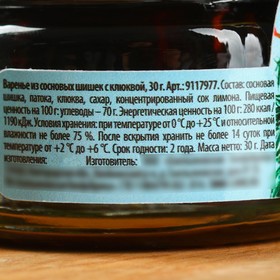 Варенье из сосновых шишек с клюквой, 30 г. Арт.: 9117977. Состав: сосновая
шишка, патока, клюква, сахар, концентрированный сок лимона. Пищевая
ценность на 100 г: углеводы – 70 г. Энергетическая ценность на 100 г: 280 ккал
1190 кДж. Условия хранения: при температуре от 0 °C до +25 °C и относительной
влажности не более 75 %. После вскрытия хранить не более 14 суток при
температуре от +2 °C до +6 °C. Срок годности: 2 года. Масса нетто: 30 г. Дата
изготовления: Изготовитель: